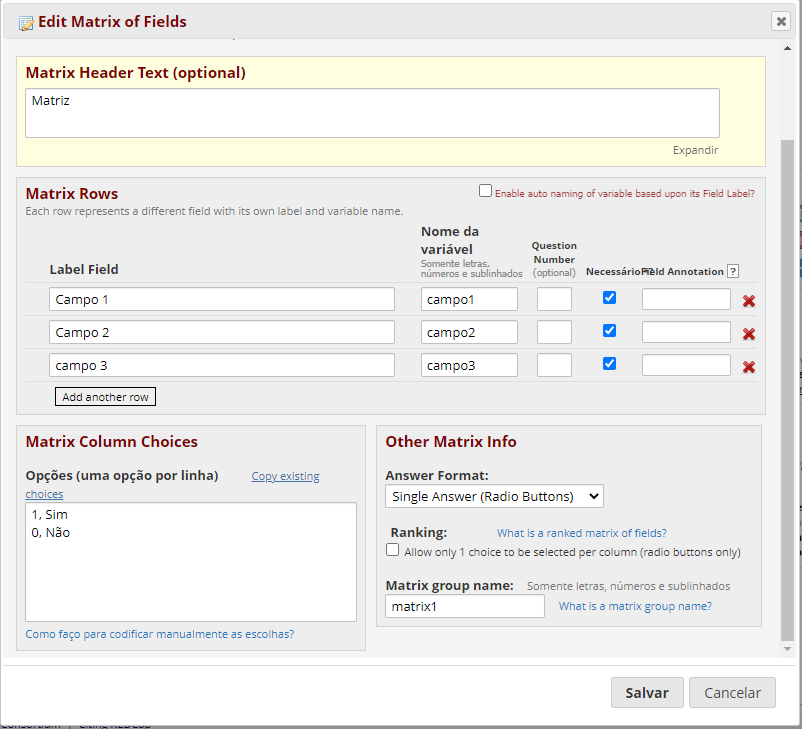 Edit Matrix of Fields
Matrix Header Text (optional)
Matriz
Expandir
Matrix Rows
Enable auto naming of variable based upon its Field Label?
Each row represents a different field with its own label and variable name.
Label Field
Nome da
variável
Somente letras,
números e sublinhados
Question
Number
(optional)
Necessário?
Field Annotation ?
Campo 1 campo1
Campo 2 campo2
campo 3 campo3
Add another row
Matrix Column Choices
Opções (uma opção por linha) Copy existing
choices
1, Sim
0, Não
Como faço para codificar manualmente as escolhas?
Other Matrix Info
Answer Format:
Single Answer (Radio Buttons)
Ranking: What is a ranked matrix of fields?
Allow only 1 choice to be selected per column (radio buttons only)
Matrix group name: Somente letras, números e sublinhados
matrix1 What is a matrix group name?
Salvar Cancelar